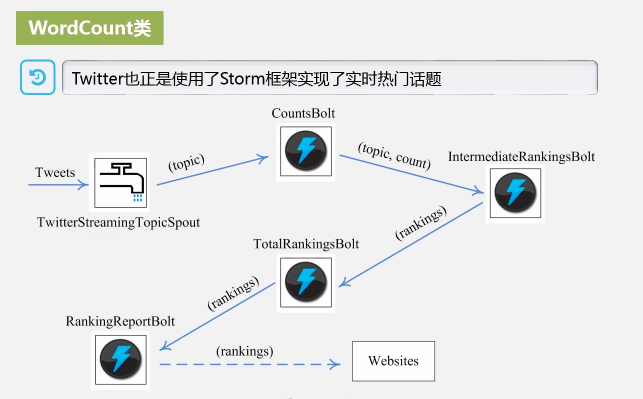 WordCount类
Twitter也正是使用了Storm框架实现了实时热门话题
CountsBolt
(topic)
(topic, count)
IntermediateRankingsBolt
Tweets
TwitterStreamingTopicSpout
(rankings)
TotalRankingsBolt
(rankings)
RankingReportBolt
(rankings)
Websites